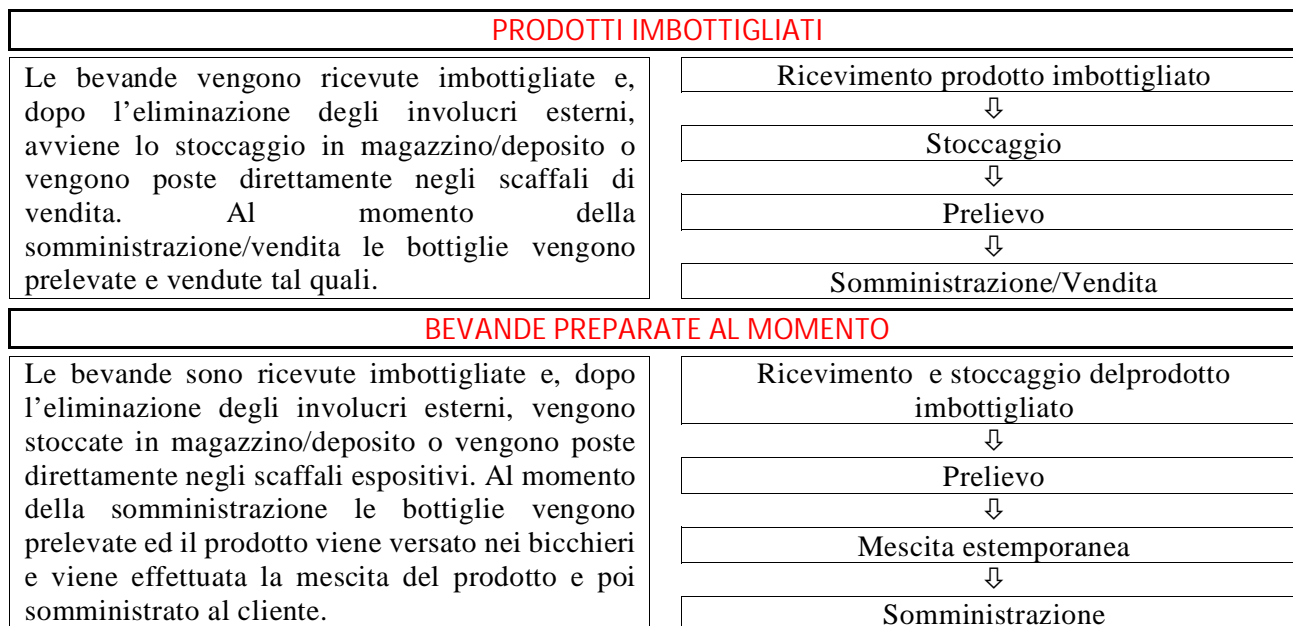 PRODOTTI IMBOTTIGLIATI
Le bevande vengono ricevute imbottigliate e,
dopo l’eliminazione degli involucri esterni,
avviene lo stoccaggio in magazzino/deposito o
vengono poste direttamente negli scaffali di
vendita. Al momento della
somministrazione/vendita le bottiglie vengono
prelevate e vendute tal quali.
Ricevimento prodotto imbottigliato
⇩
Stoccaggio
⇩
Prelievo
⇩
Somministrazione/Vendita
BEVANDE PREPARATE AL MOMENTO
Le bevande sono ricevute imbottigliate e, dopo
l’eliminazione degli involucri esterni, vengono
stoccate in magazzino/deposito o vengono poste
direttamente negli scaffali espositivi. Al momento
della somministrazione le bottiglie vengono
prelevate ed il prodotto viene versato nei bicchieri
e viene effettuata la mescita del prodotto e poi
somministrato al cliente.
Ricevimento e stoccaggio delprodotto
imbottigliato
⇩
Prelievo
⇩
Mescita estemporanea
⇩
Somministrazione